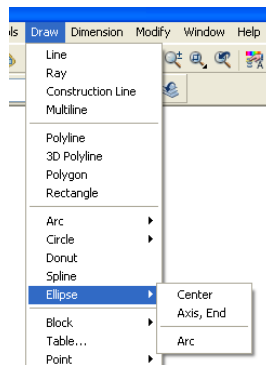 ols Draw Dimension Modify Window Help
Line
Ray
Construction Line
Multiline
Polyline
3D Polyline
Polygon
Rectangle
Arc
Circle
Donut
Spline
Ellipse
Center
Axis, End
Arc
Block
Table...
Point